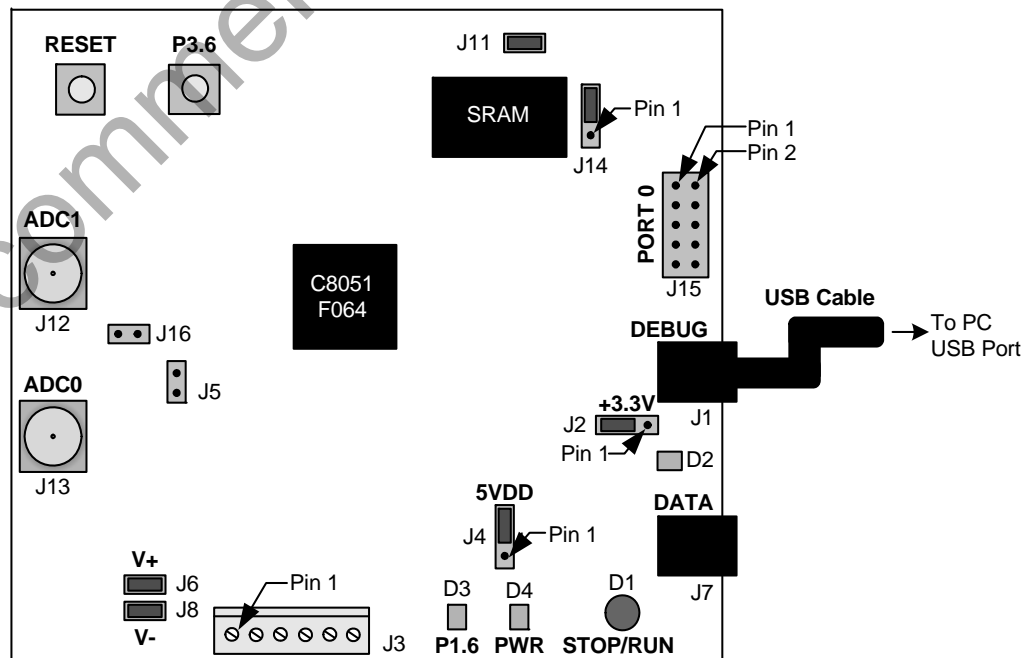 RESET
P3.6
J11
SRAM
Pin 1
J14
Pin 1
Pin 2
PORT 0
J15
ADC1
J12
C8051
F064
USB Cable
To PC
USB Port
DEBUG
J1
J16
J5
ADC0
J13
+3.3V
J2
Pin 1
D2
5VDD
J4
Pin 1
DATA
J7
V+
J6
J8
V-
Pin 1
J3
D3
P1.6
D4
PWR
D1
STOP/RUN
comme